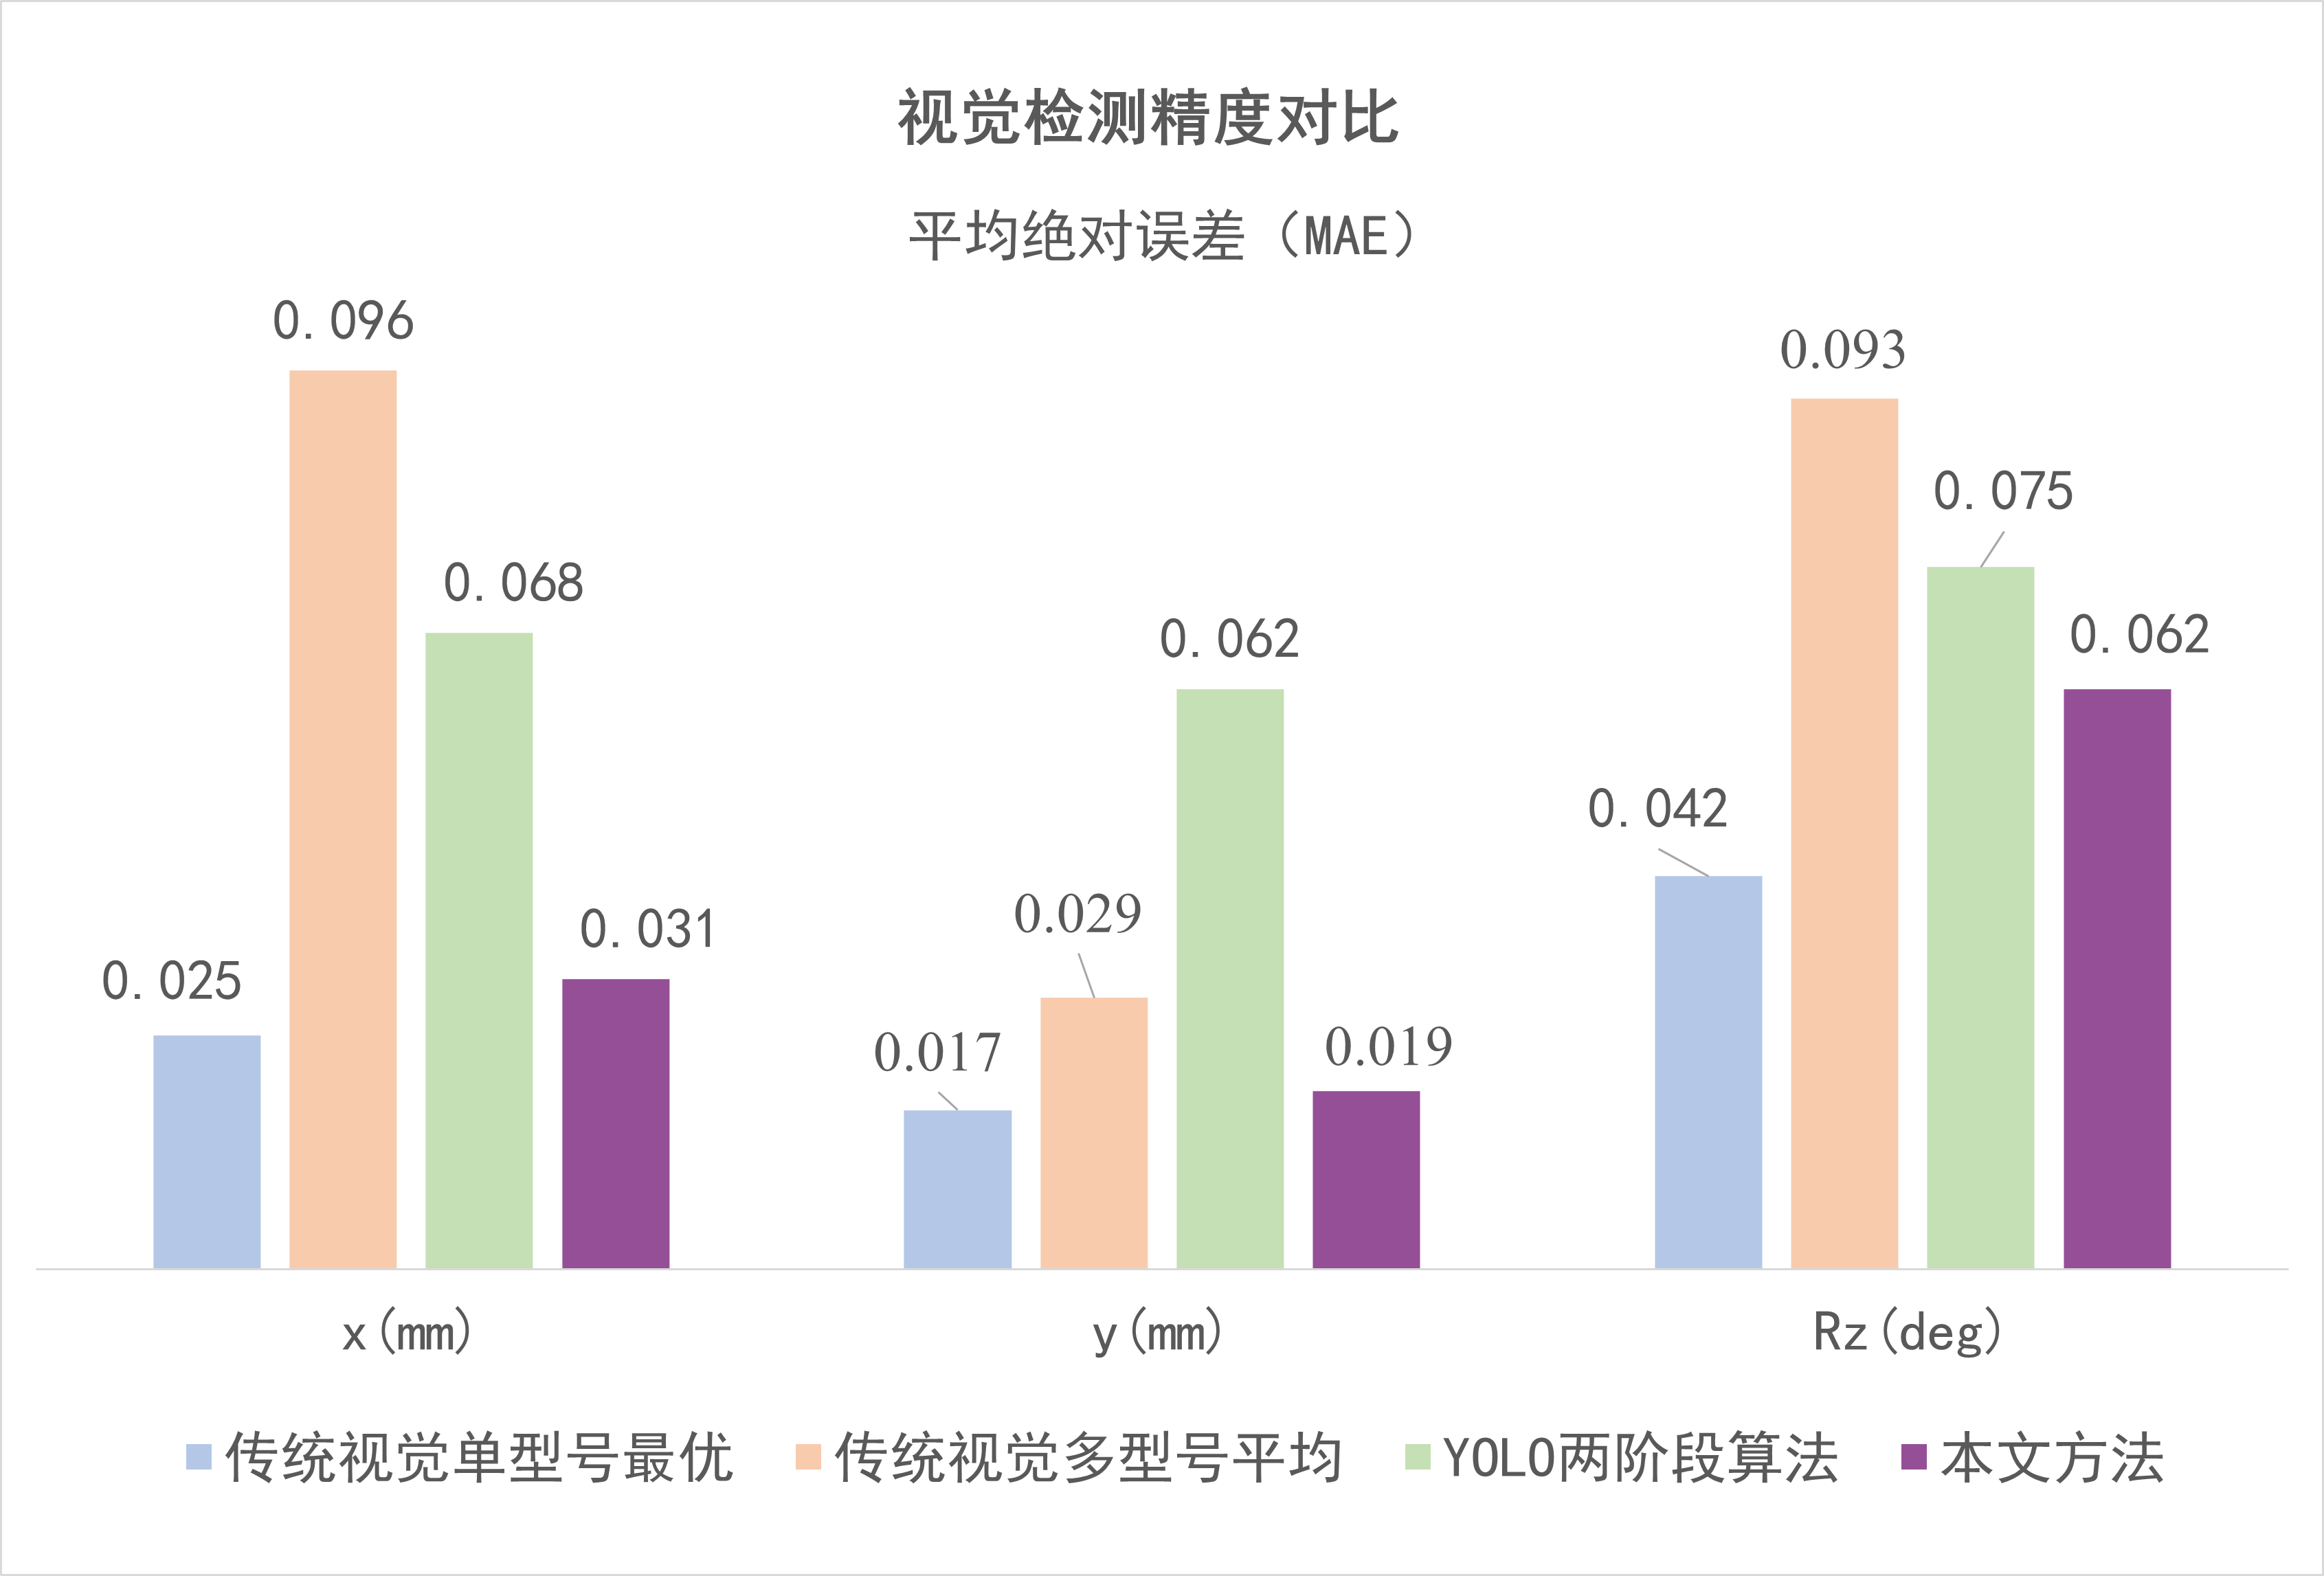 视觉检测精度对比
平均绝对误差（MAE）
0.096
0.068
0.025
0.031
0.017
0.029
0.062
0.019
0.042
0.093
0.075
0.062
x(mm)
y(mm)
Rz(deg)
传统视觉单型号最优
传统视觉多型号平均
YOLO两阶段算法
本文方法